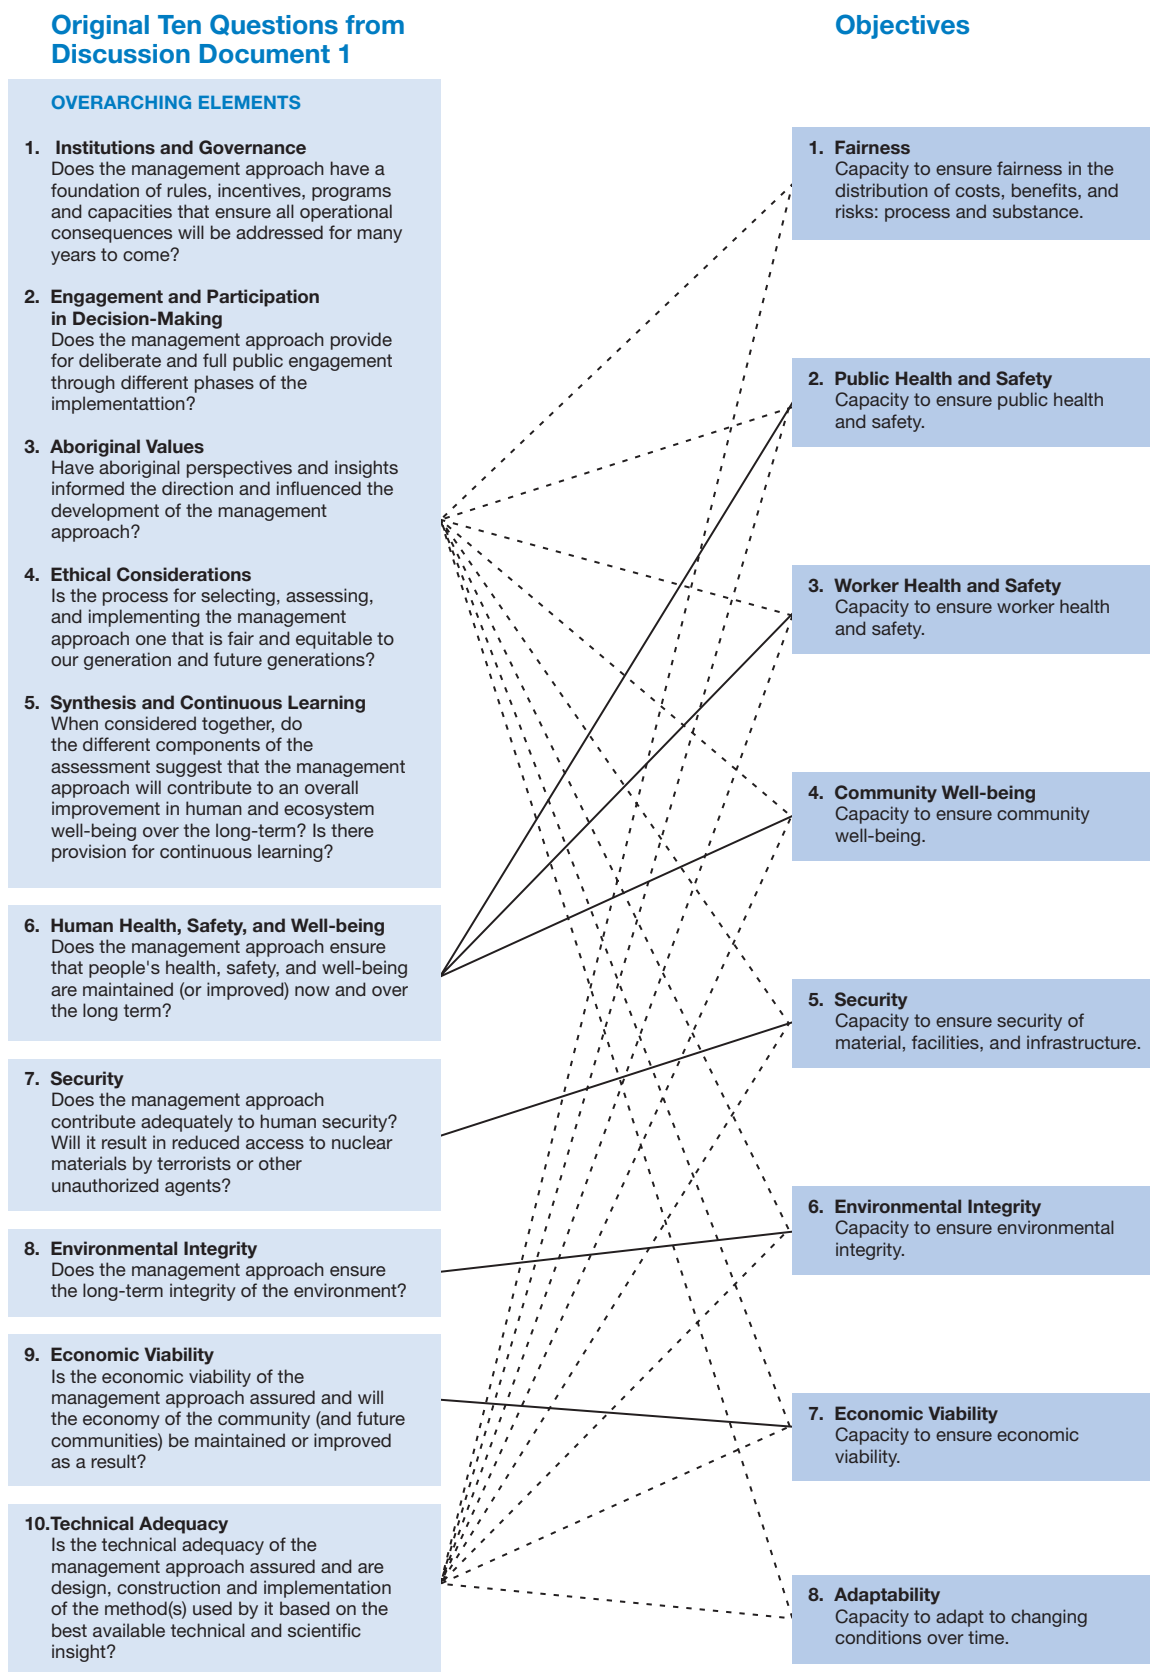 Original Ten Questions from
Discussion Document 1
OVERARCHING ELEMENTS
1. Institutions and Governance
Does the management approach have a
foundation of rules, incentives, programs
and capacities that ensure all operational
consequences will be addressed for many
years to come?
2. Engagement and Participation
in Decision-Making
Does the management approach provide
for deliberate and full public engagement
through different phases of the
implementattion?
3. Aboriginal Values
Have aboriginal perspectives and insights
informed the direction and influenced the
development of the management
approach?
4. Ethical Considerations
Is the process for selecting, assessing,
and implementing the management
approach one that is fair and equitable to
our generation and future generations?
5. Synthesis and Continuous Learning
When considered together, do
the different components of the
assessment suggest that the management
approach will contribute to an overall
improvement in human and ecosystem
well-being over the long-term? Is there
provision for continuous learning?
6. Human Health, Safety, and Well-being
Does the management approach ensure
that people's health, safety, and well-being
are maintained (or improved) now and over
the long term?
7. Security
Does the management approach
contribute adequately to human security?
Will it result in reduced access to nuclear
materials by terrorists or other
unauthorized agents?
8. Environmental Integrity
Does the management approach ensure
the long-term integrity of the environment?
9. Economic Viability
Is the economic viability of the
management approach assured and will
the economy of the community (and future
communities) be maintained or improved
as a result?
10.Technical Adequacy
Is the technical adequacy of the
management approach assured and are
design, construction and implementation
of the method(s) used by it based on the
best available technical and scientific
insight?
Objectives
1. Fairness
Capacity to ensure fairness in the
distribution of costs, benefits, and
risks: process and substance.
2. Public Health and Safety
Capacity to ensure public health
and safety.
3. Worker Health and Safety
Capacity to ensure worker health
and safety.
4. Community Well-being
Capacity to ensure community
well-being.
5. Security
Capacity to ensure security of
material, facilities, and infrastructure.
6. Environmental Integrity
Capacity to ensure environmental
integrity.
7. Economic Viability
Capacity to ensure economic
viability.
8. Adaptability
Capacity to adapt to changing
conditions over time.